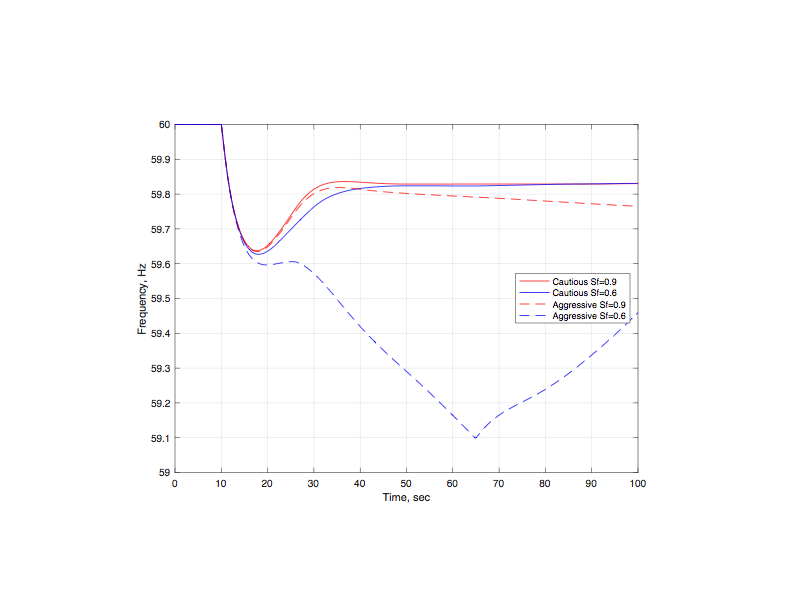 60
59.9
59.8
59.7
59.6
59.5
59.4
59.3
59.2
59.1
59
Frequency, Hz
Cautious Sf=0.9
Cautious Sf=0.6
Aggressive Sf=0.9
Aggressive Sf=0.6
0 10 20 30 40 50 60 70 80 90 100
Time, sec